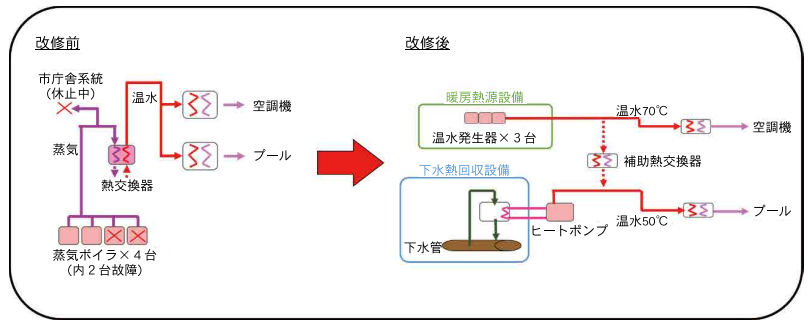 改修前
市庁舎系統
(休止中)
温水
空調機
蒸気
プール
熱交換器
蒸気ボイラ×4台
(内2台故障)
改修後
暖房熱源設備
温水70℃
温水発生器×3台
空調機
補助熱交換器
下水熱回収設備
プール
ヒートポンプ
温水50℃
下水管